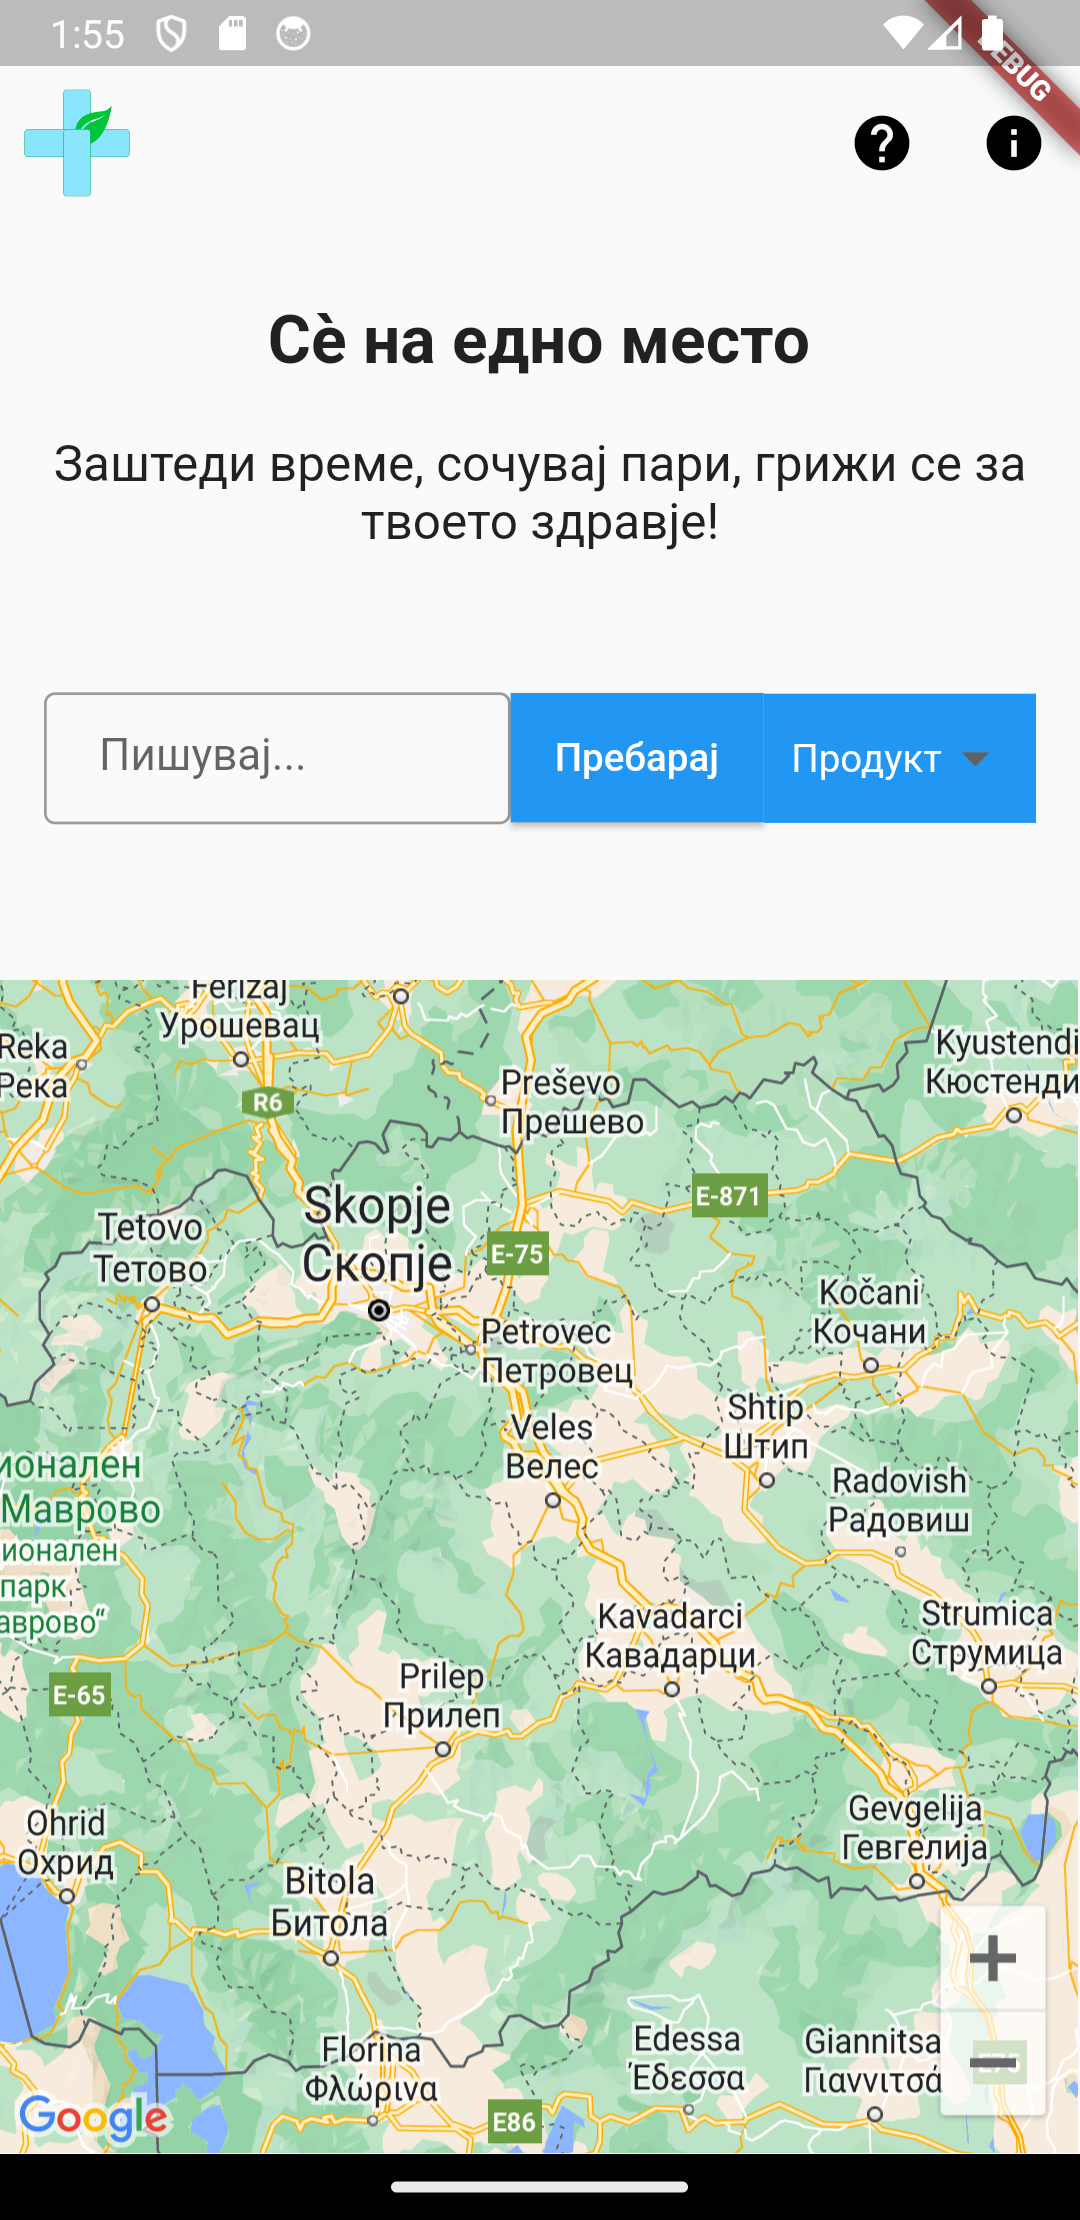 1:55
DEBUG
Сѐ на едно место
Заштеди време, сочувај пари, грижи се за
твоето здравје!
Пишувај...
Пребарај
Продукт
Ferizaj
Урошевац
Reka
Река
Kyustendi
Кюстенди
R6
Preševo
Прешево
E-871
Skopje
Скопје
E-75
Tetovo
Тетово
Kočani
Кочани
Petrovec
Петровец
Shtip
Штип
Veles
Велес
ионален
Маврово
ионален
парк
аврово“
Radovish
Радовиш
Kavadarci
Кавадарци
Strumica
Струмица
Prilep
Прилеп
E-65
Gevgelija
Гевгелија
Ohrid
Охрид
Bitola
Битола
Florina
Φλώρινα
Edessa
Έδεσσα
Giannitsa
Γιαννιτσά
E86
Google